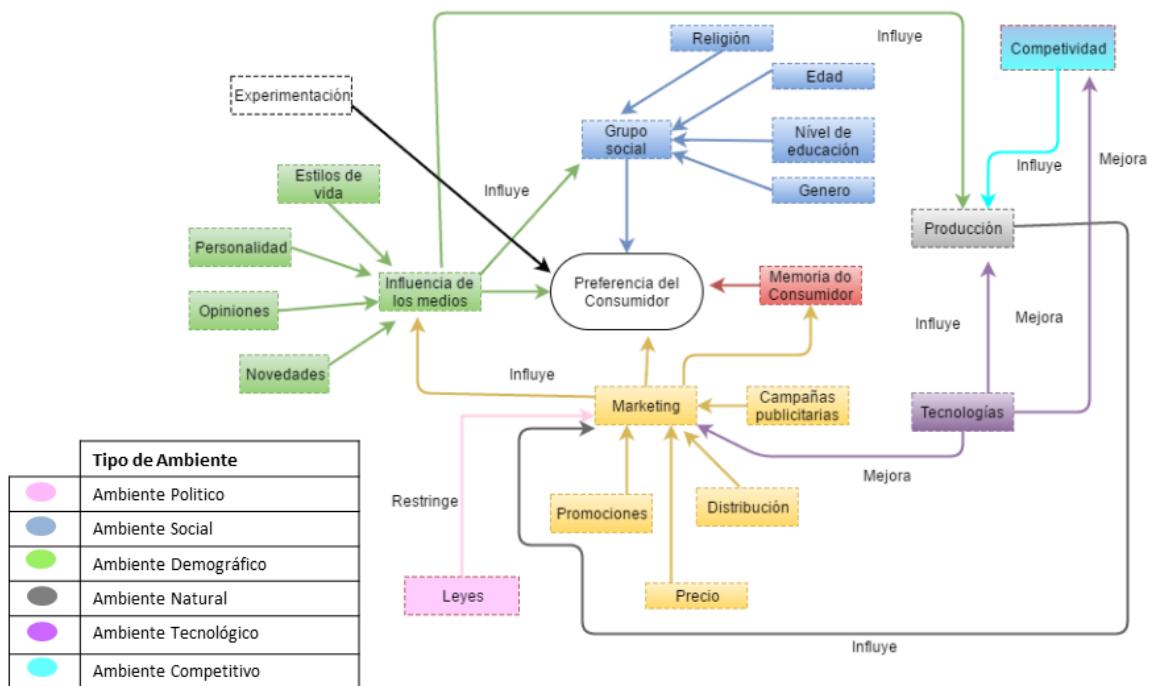 Religión
Influye
Competividad
Edad
Experimentación
Grupo
social
Nível de
educación
Influye
Mejora
Estilos de
vida
Influye
Genero
Personalidad
Producción
Influencia de
los medios
Preferencia del
Consumidor
Memoria do
Consumidor
Opiniones
Influye
Mejora
Novedades
Influye
Marketing
Campañas
publicitarias
Tecnologías
Mejora
Restringe
Promociones
Distribución
Leyes
Precio
Influye
Tipo de Ambiente
Ambiente Politico
Ambiente Social
Ambiente Demográfico
Ambiente Natural
Ambiente Tecnológico
Ambiente Competitivo